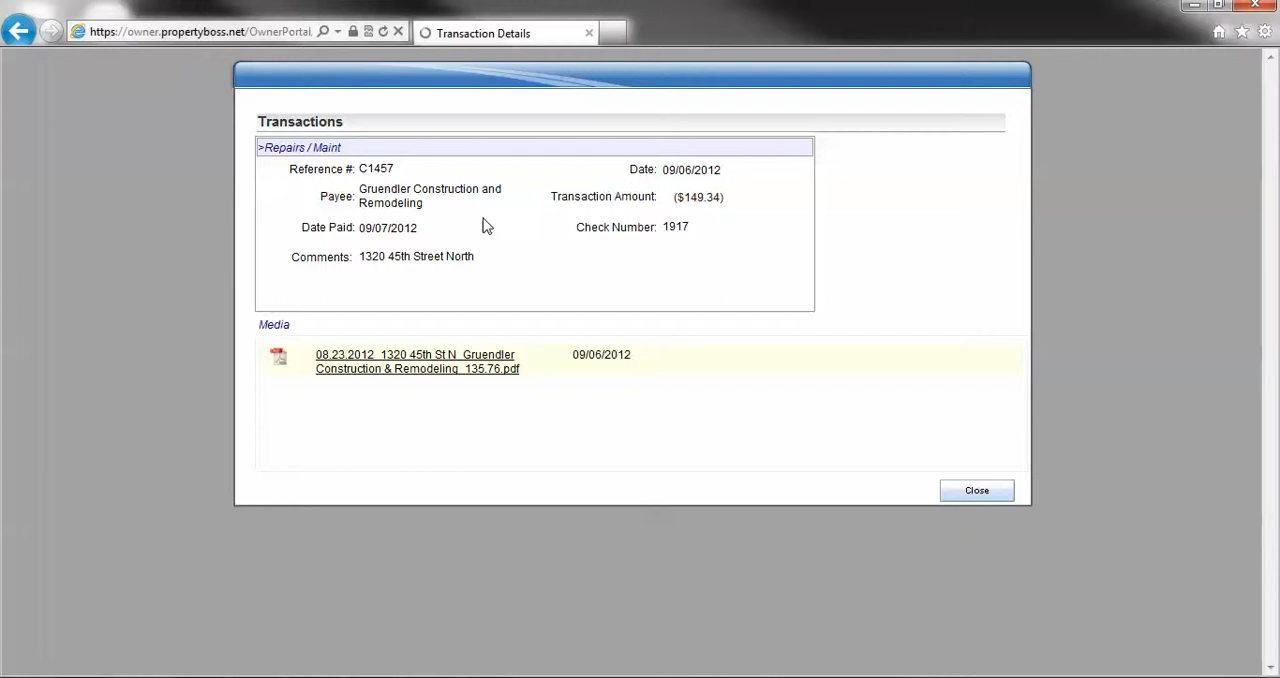 https://owner.propertyboss.net/OwnerPortal
Transaction Details
Transactions
>Repairs / Maint
Reference #: C1457 Date: 09/06/2012
Payee: Gruendler Construction and Remodeling Transaction Amount: ($149.34)
Date Paid: 09/07/2012 Check Number: 1917
Comments: 1320 45th Street North
Media
08.23.2012_1320 45th St N_Gruendler 09/06/2012
Construction & Remodeling_135.76.pdf
Close